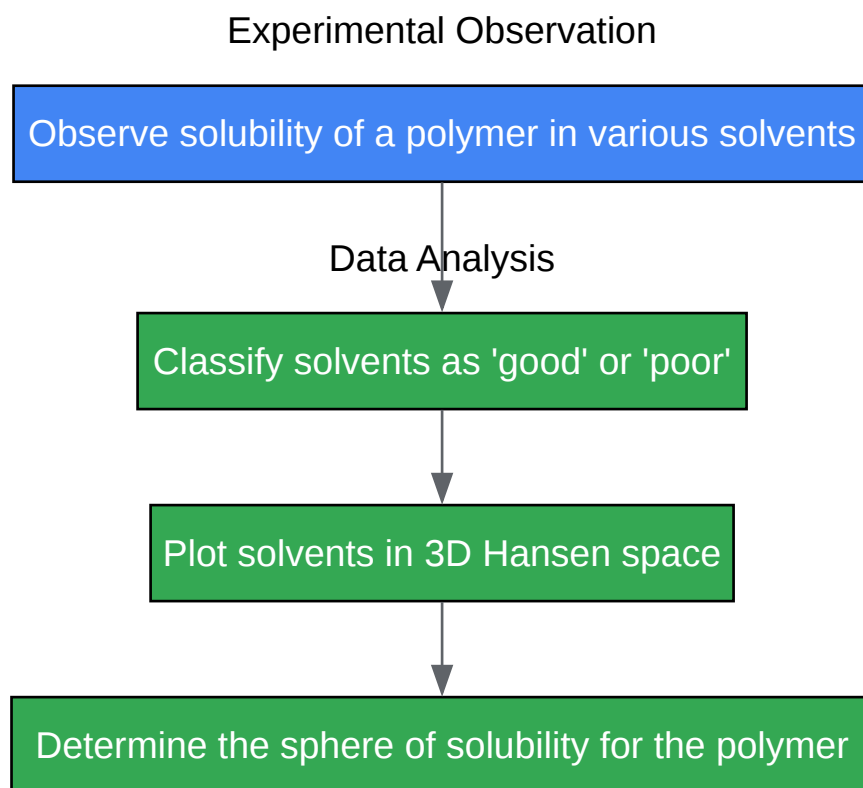 Experimental Observation
Observe solubility of a polymer in various solvents
Data Analysis
Classify solvents as 'good' or 'poor'
Plot solvents in 3D Hansen space
Determine the sphere of solubility for the polymer